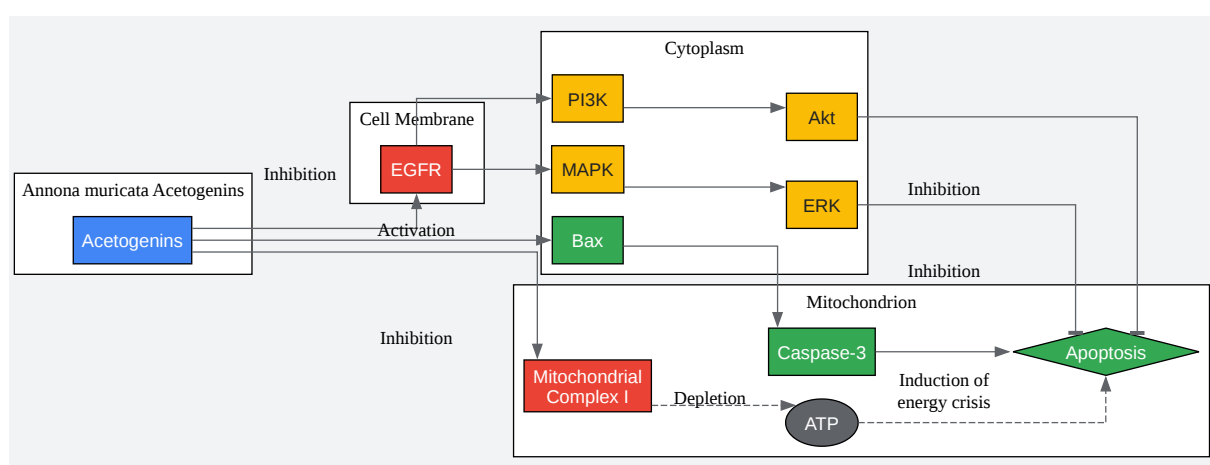 Cytoplasm
PI3K
Akt
Cell Membrane
EGFR
MAPK
Inhibition
Annona muricata Acetogenins
Inhibition
ERK
Acetogenins
Activation
Bax
Inhibition
Mitochondrion
Inhibition
Caspase-3
Apoptosis
Mitochondrial
Complex I
Depletion
Induction of
energy crisis
ATP